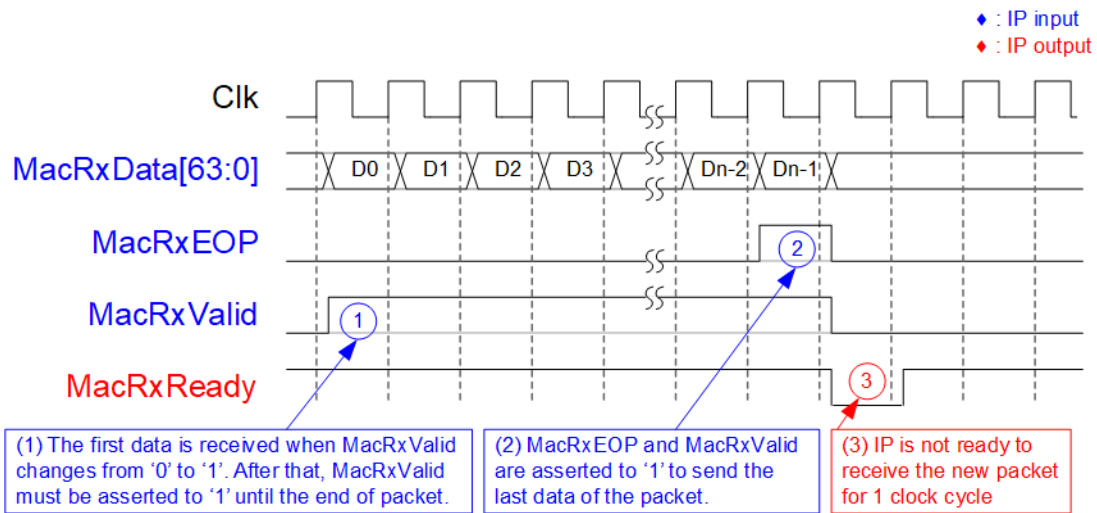 ♦ : IP input
♦ : IP output
Clk
MacRxData[63:0]
D0 D1 D2 D3 Dn-2 Dn-1
MacRxEOP
2
MacRxValid
1
MacRxReady
3
(1) The first data is received when MacRxValid
changes from ‘0’ to ‘1’. After that, MacRxValid
must be asserted to ‘1’ until the end of packet.
(2) MacRxEOP and MacRxValid
are asserted to ‘1’ to send the
last data of the packet.
(3) IP is not ready to
receive the new packet
for 1 clock cycle